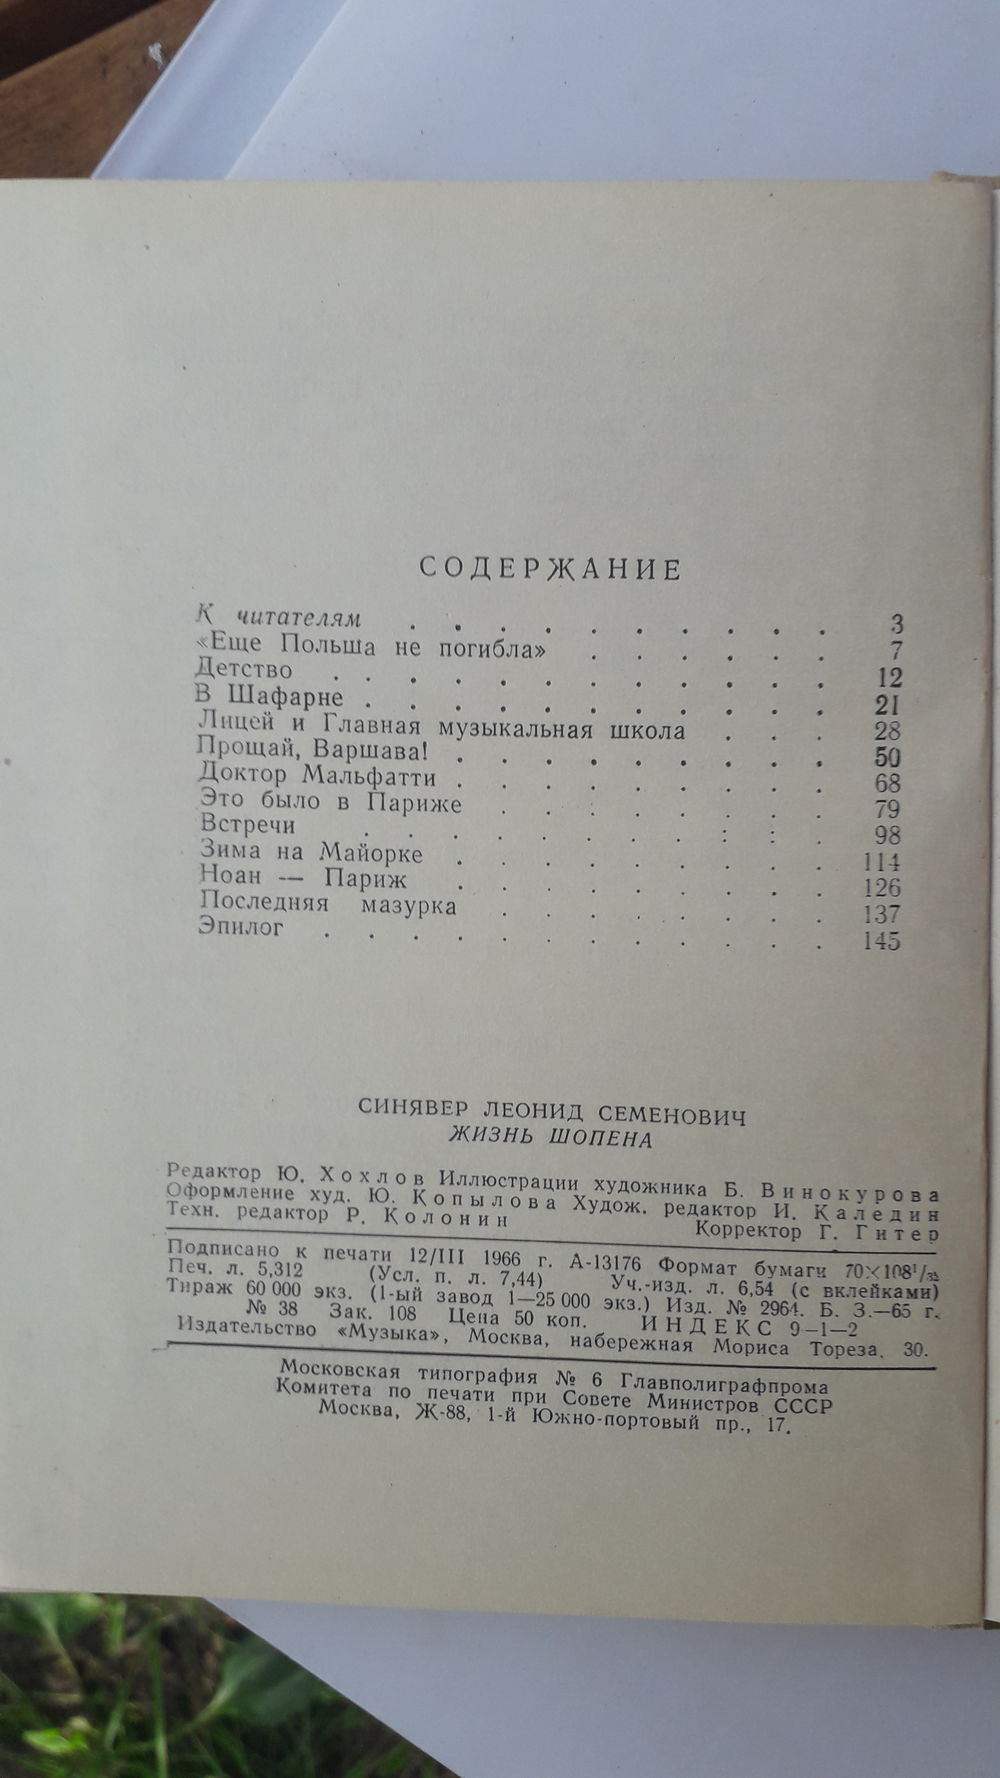 СОДЕРЖАНИЕ
К читателям . . . . . . . . . . 3
«Еще Польша не погибла» . . . . . . 7
Детство . . . . . . . . . . . 12
В Шафарне . . . . . . . . . . . 21
Лицей и Главная музыкальная школа . . . 28
Прощай, Варшава! . . . . . . . . . 50
Доктор Мальфатти . . . . . . . . . 68
Это было в Париже . . . . . . . . 79
Встречи . . . . . . . . . . . 98
Зима на Майорке . . . . . . . . . 114
Ноан — Париж . . . . . . . . . 126
Последняя мазурка . . . . . . . . 137
Эпилог . . . . . . . . . . . . 145
СИНЯВЕР ЛЕОНИД СЕМЕНОВИЧ
ЖИЗНЬ ШОПЕНА
Редактор Ю. Хохлов Иллюстрации художника Б. Винокурова
Оформление худ. Ю. Копылова Худож. редактор И. Каледин
Техн. редактор Р. Колонин Корректор Г. Гитер
Подписано к печати 12/III 1966 г. А-13176 Формат бумаги 70×108¹/₃₂
Печ. л. 5,312 (Усл. п. л. 7,44) Уч.-изд. л. 6,54 (с вклейками)
Тираж 60 000 экз. (1-ый завод 1—25 000 экз.) Изд. № 2964. Б. З.—65 г.
№ 38 Зак. 108 Цена 50 коп. ИНДЕКС 9—1—2
Издательство «Музыка», Москва, набережная Мориса Тореза, 30.
Московская типография № 6 Главполиграфпрома
Комитета по печати при Совете Министров СССР
Москва, Ж-88, 1-й Южно-портовый пр., 17.